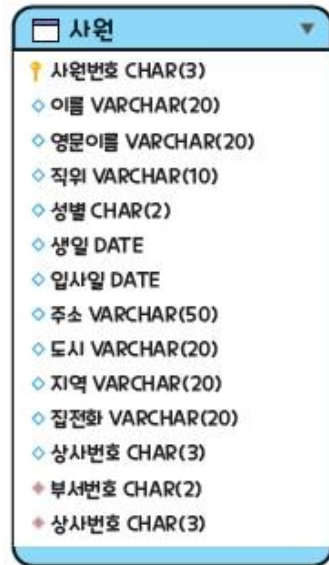 사원
사원번호 CHAR(3)
이름 VARCHAR(20)
영문이름 VARCHAR(20)
직위 VARCHAR(10)
성별 CHAR(2)
생일 DATE
입사일 DATE
주소 VARCHAR(50)
도시 VARCHAR(20)
지역 VARCHAR(20)
집전화 VARCHAR(20)
상사번호 CHAR(3)
부서번호 CHAR(2)
상사번호 CHAR(3)